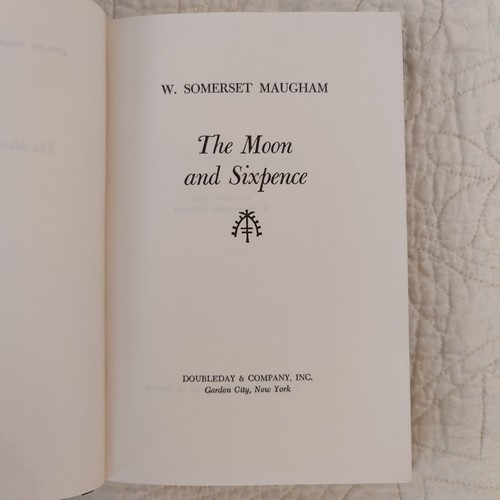 W. SOMERSET MAUGHAM
The Moon
and Sixpence
DOUBLEDAY & COMPANY, INC.
Garden City, New York